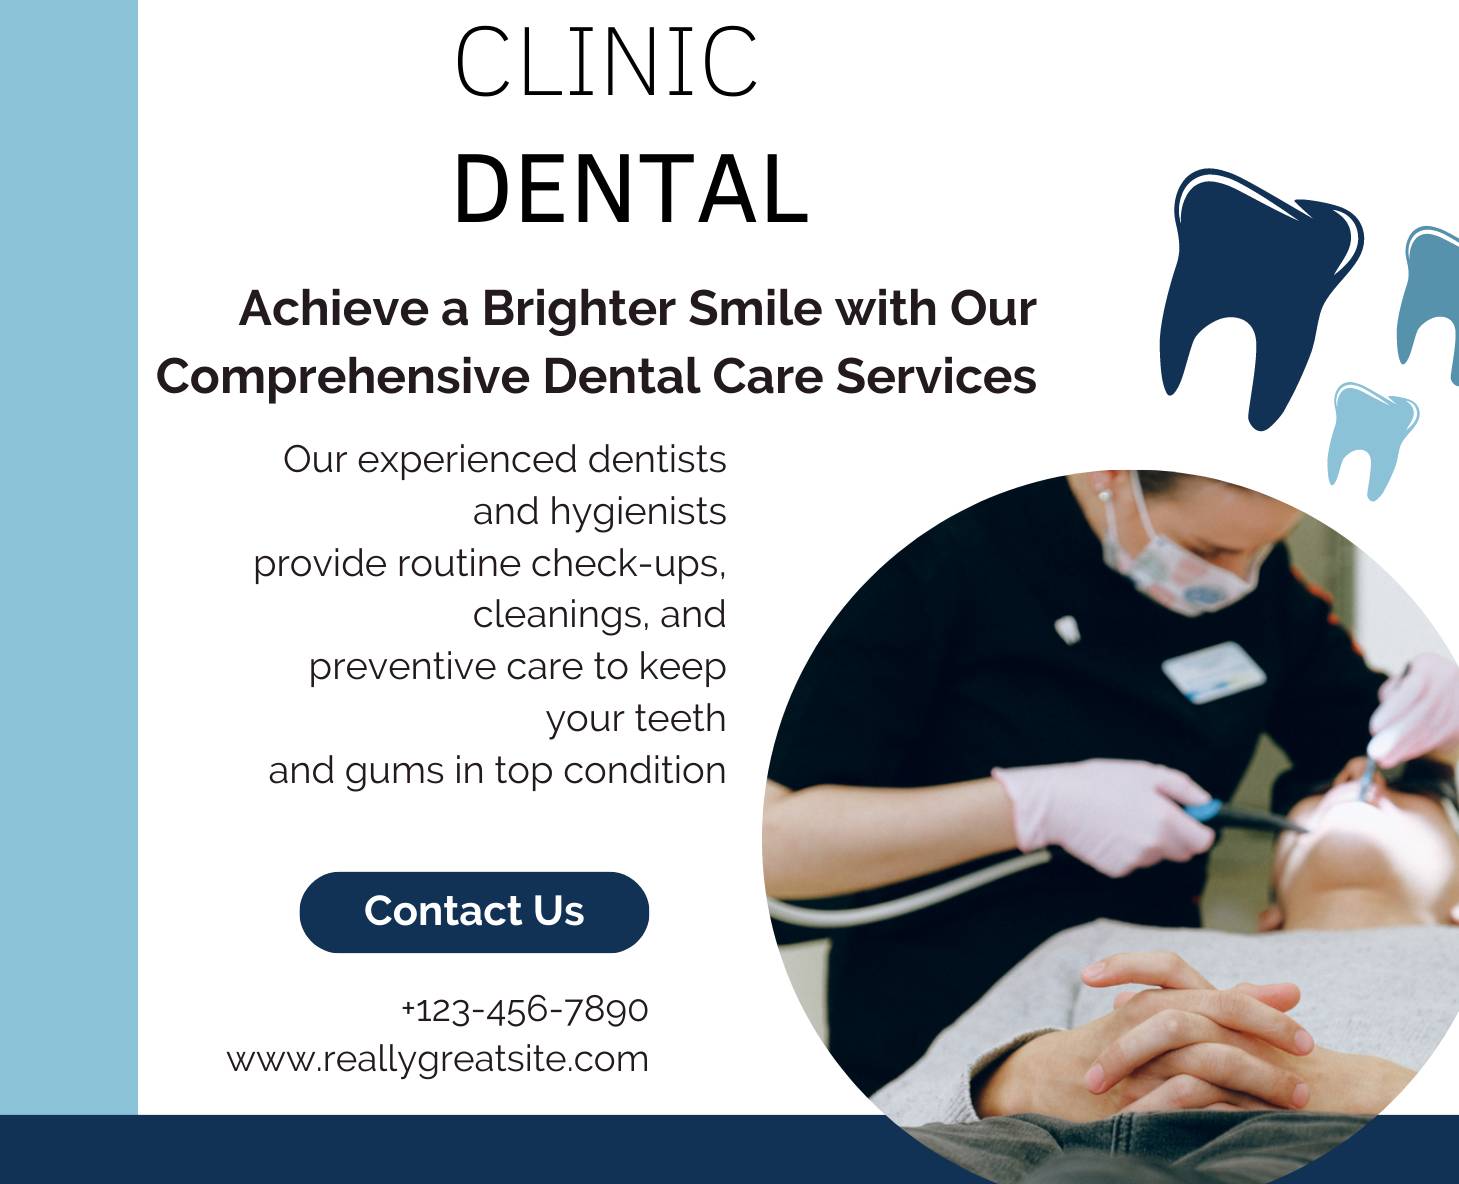 CLINIC
DENTAL
Achieve a Brighter Smile with Our
Comprehensive Dental Care Services
Our experienced dentists
and hygienists
provide routine check-ups,
cleanings, and
preventive care to keep
your teeth
and gums in top condition
Contact Us
+123-456-7890
www.reallygreatsite.com